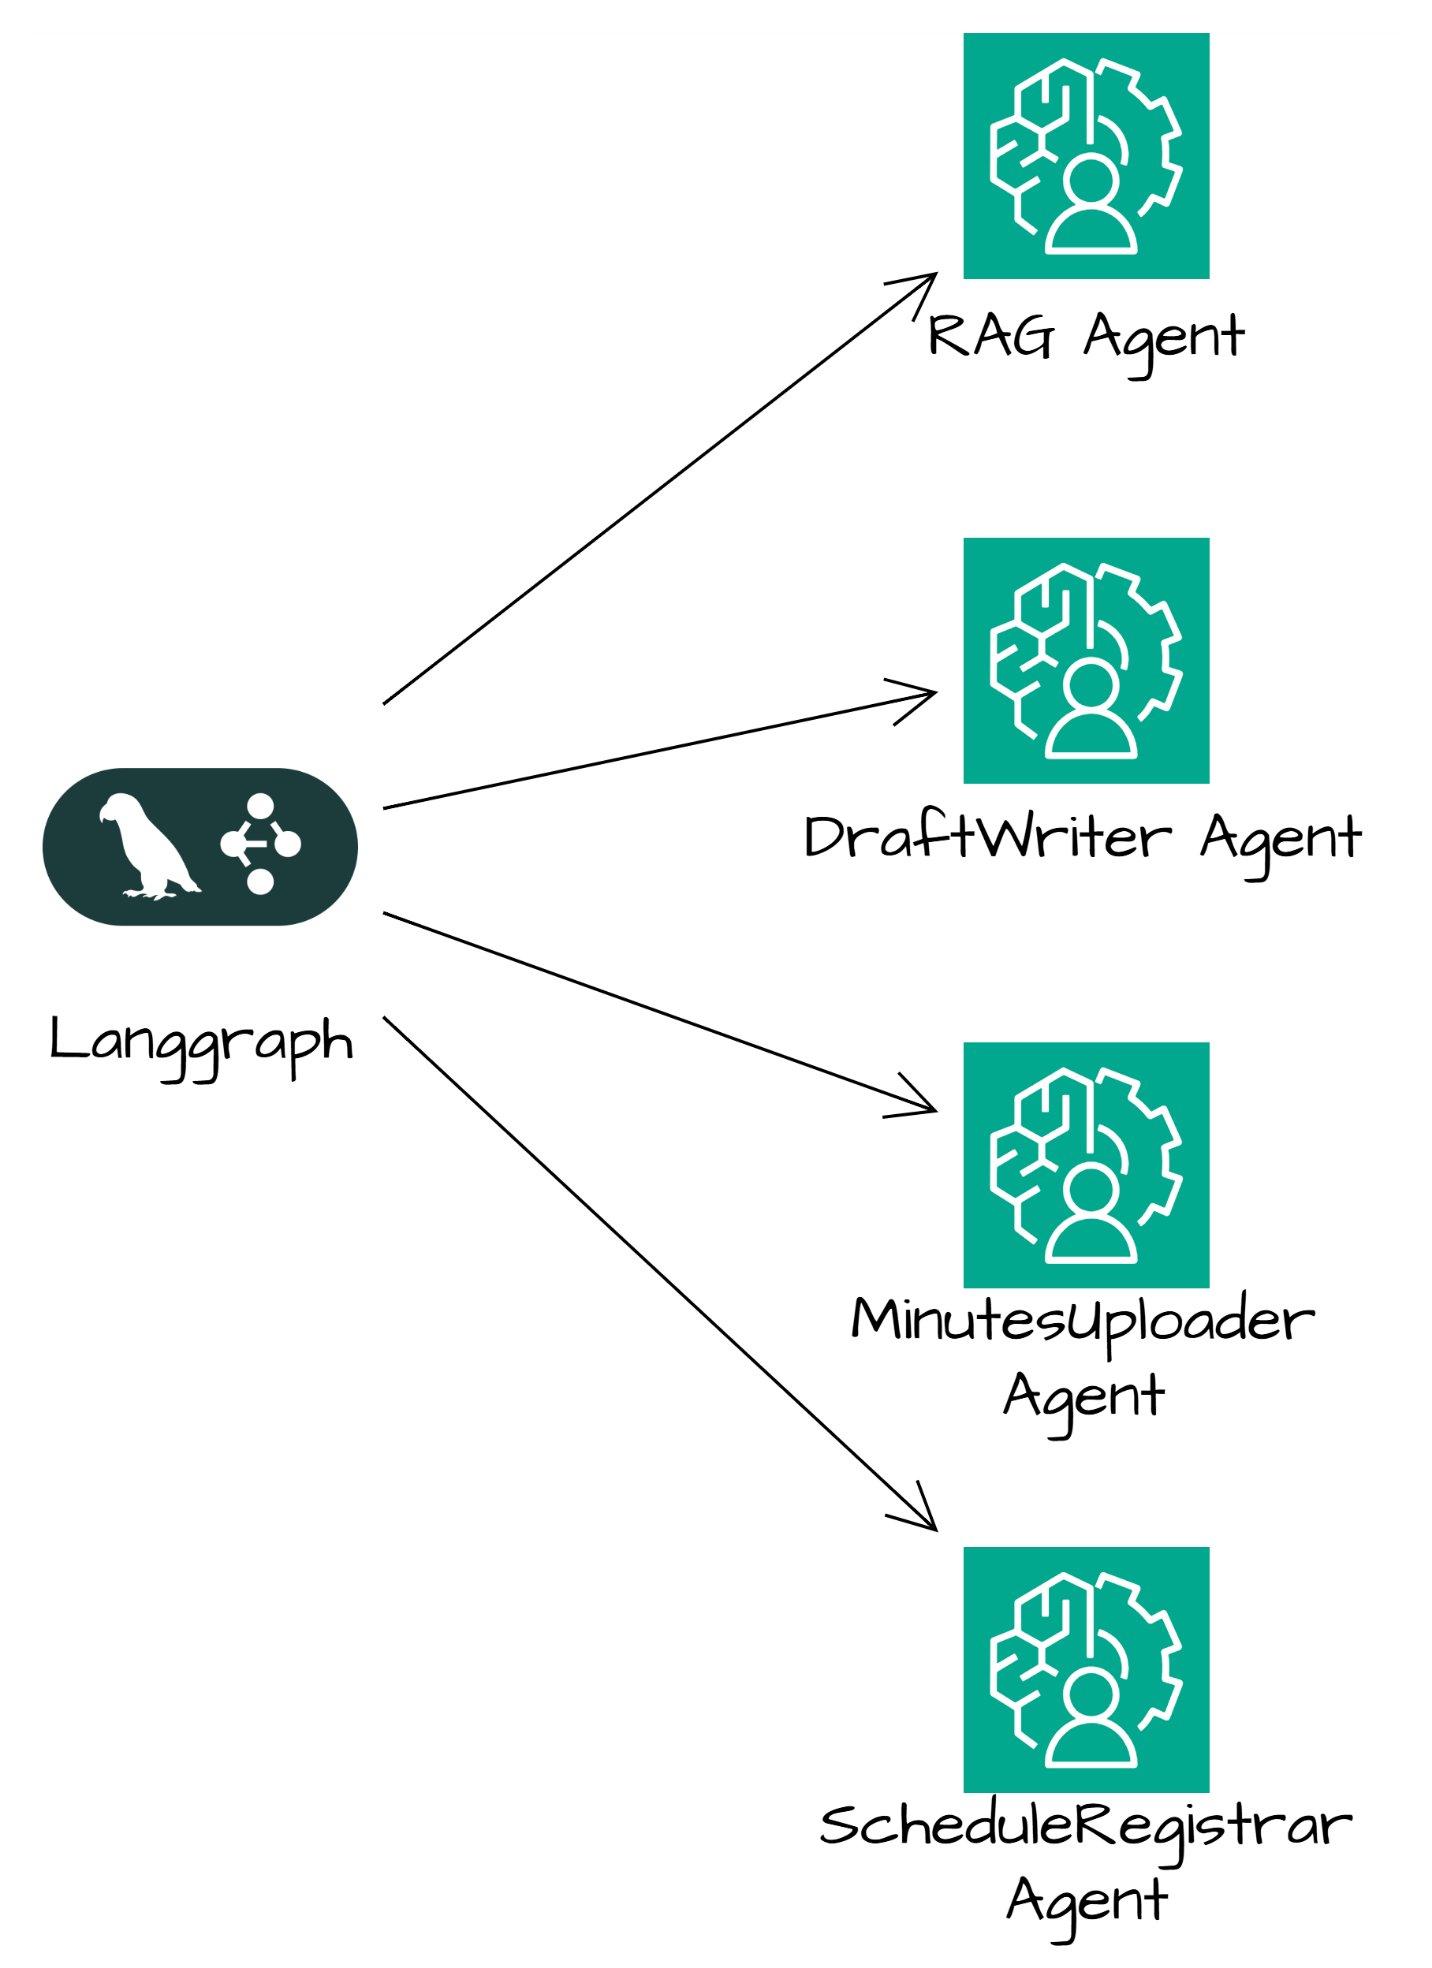 RAG Agent
DraftWriter Agent
Langgraph
MinutesUploader
Agent
ScheduleRegistrar
Agent